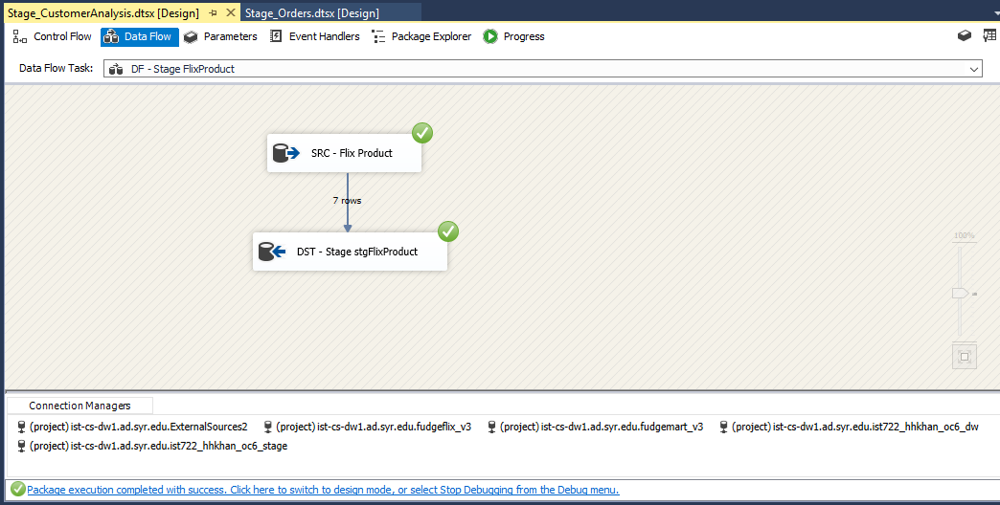 Stage_CustomerAnalysis.dtsx [Design] Stage_Orders.dtsx [Design]
Control Flow Data Flow Parameters Event Handlers Package Explorer Progress
Data Flow Task: DF - Stage FlixProduct
SRC - Flix Product
7 rows
DST - Stage stgFlixProduct
100%
Connection Managers
(project) ist-cs-dw1.ad.syr.edu.ExternalSources2 (project) ist-cs-dw1.ad.syr.edu.fudgeflix_v3 (project) ist-cs-dw1.ad.syr.edu.fudgemart_v3 (project) ist-cs-dw1.ad.syr.edu.ist722_hhkhan_oc6_dw
(project) ist-cs-dw1.ad.syr.edu.ist722_hhkhan_oc6_stage
Package execution completed with success. Click here to switch to design mode, or select Stop Debugging from the Debug menu.